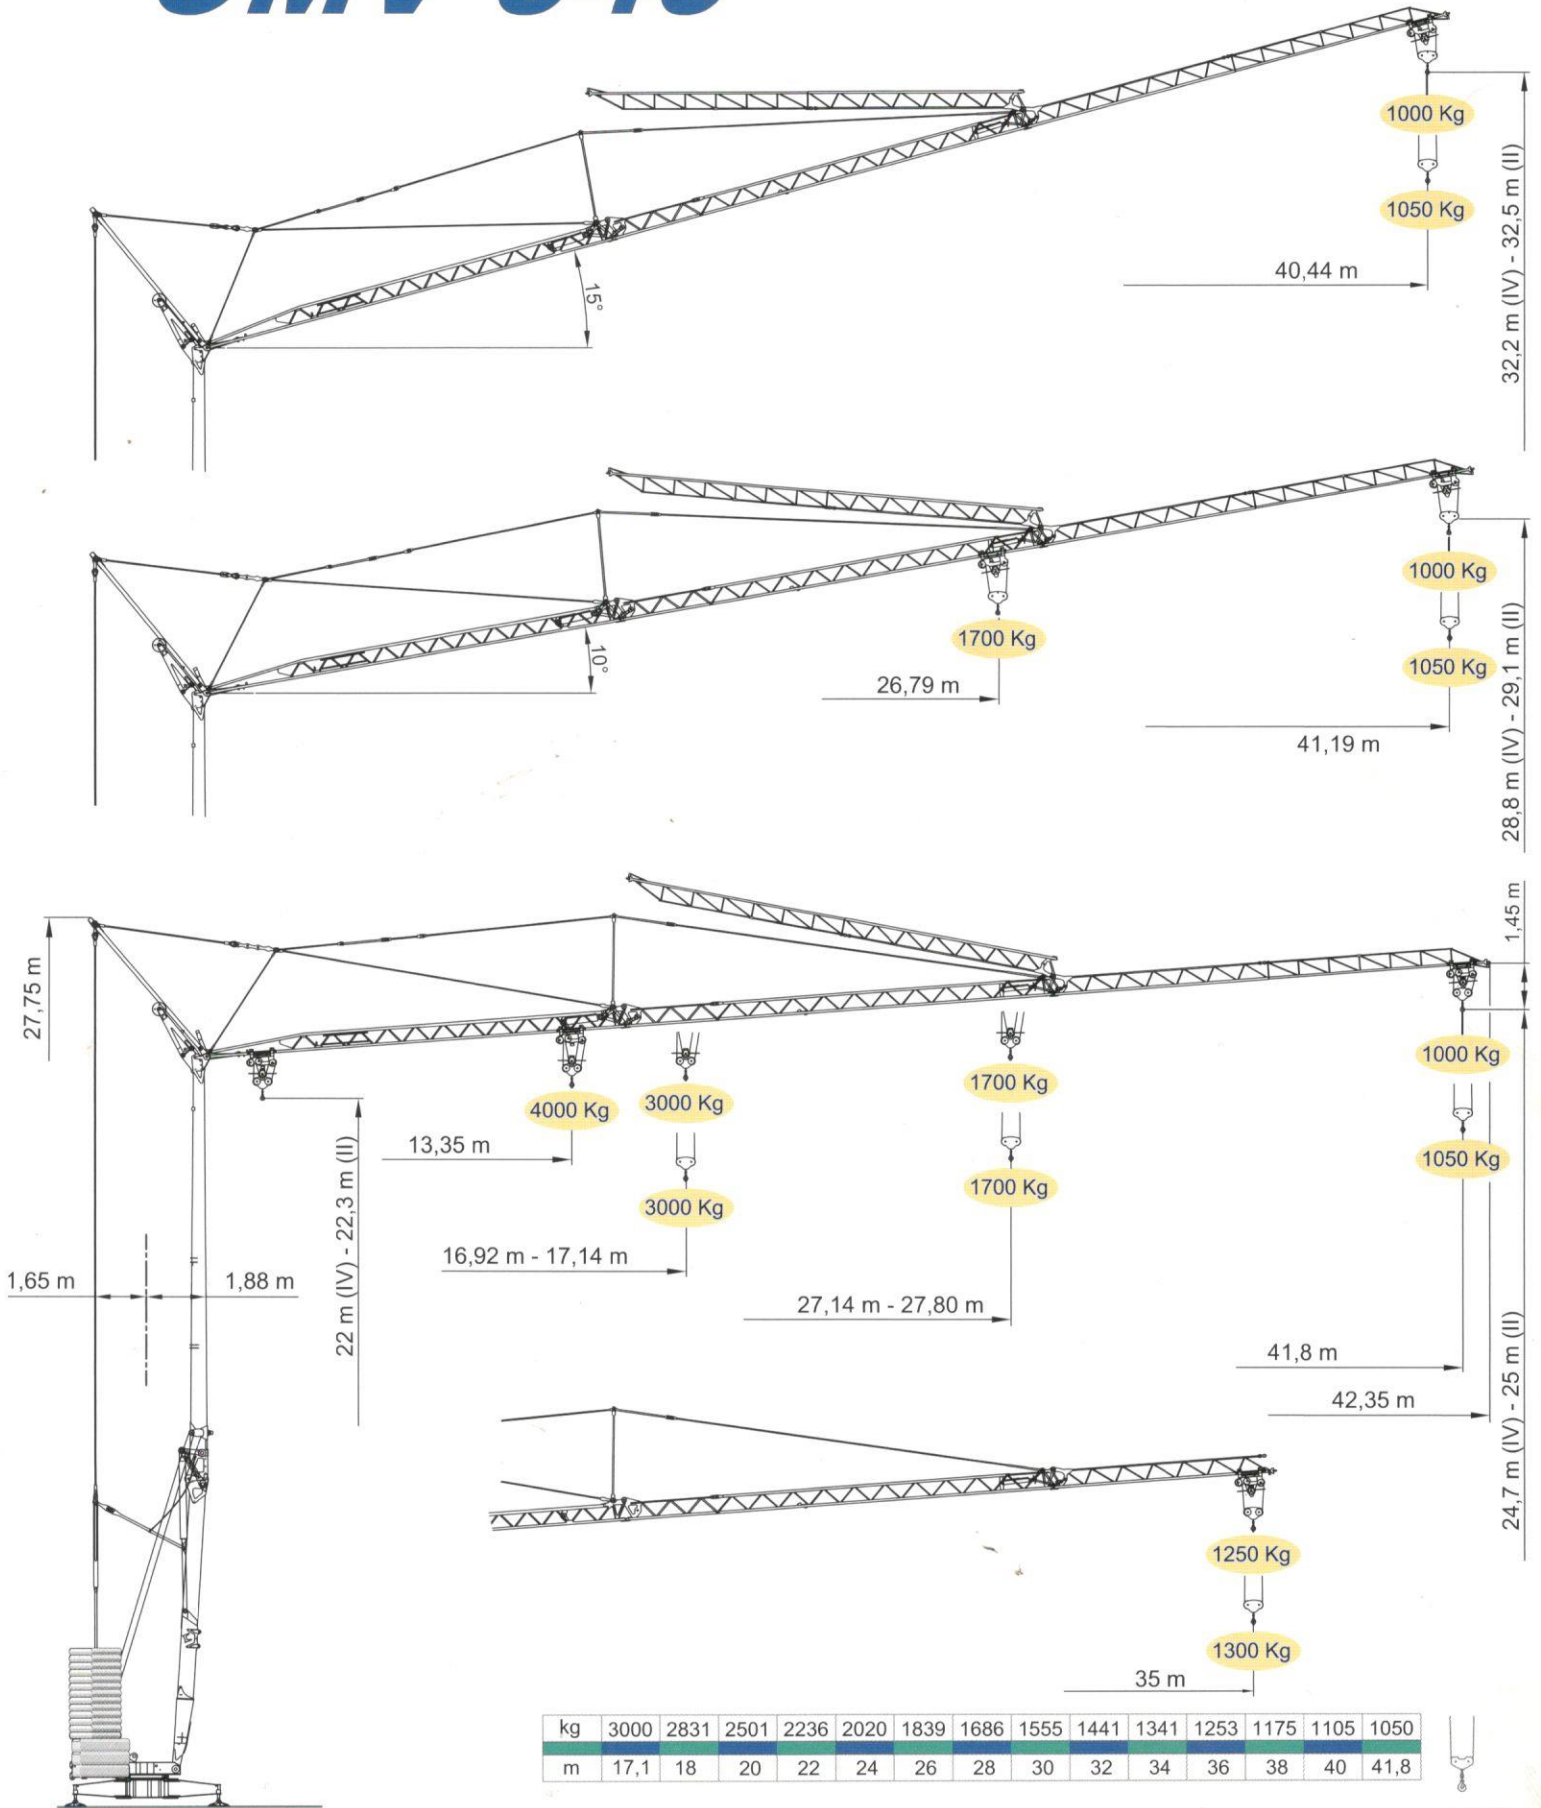 1000 Kg
1050 Kg
40,44 m
32,2 m (IV) - 32,5 m (II)
15°
1000 Kg
1050 Kg
1700 Kg
26,79 m
41,19 m
28,8 m (IV) - 29,1 m (II)
10°
1,45 m
27,75 m
1000 Kg
1050 Kg
1700 Kg
1700 Kg
4000 Kg
3000 Kg
3000 Kg
13,35 m
22 m (IV) - 22,3 m (II)
16,92 m - 17,14 m
1,65 m
1,88 m
27,14 m - 27,80 m
41,8 m
42,35 m
24,7 m (IV) - 25 m (II)
1250 Kg
1300 Kg
35 m
kg 3000 2831 2501 2236 2020 1839 1686 1555 1441 1341 1253 1175 1105 1050
m 17,1 18 20 22 24 26 28 30 32 34 36 38 40 41,8